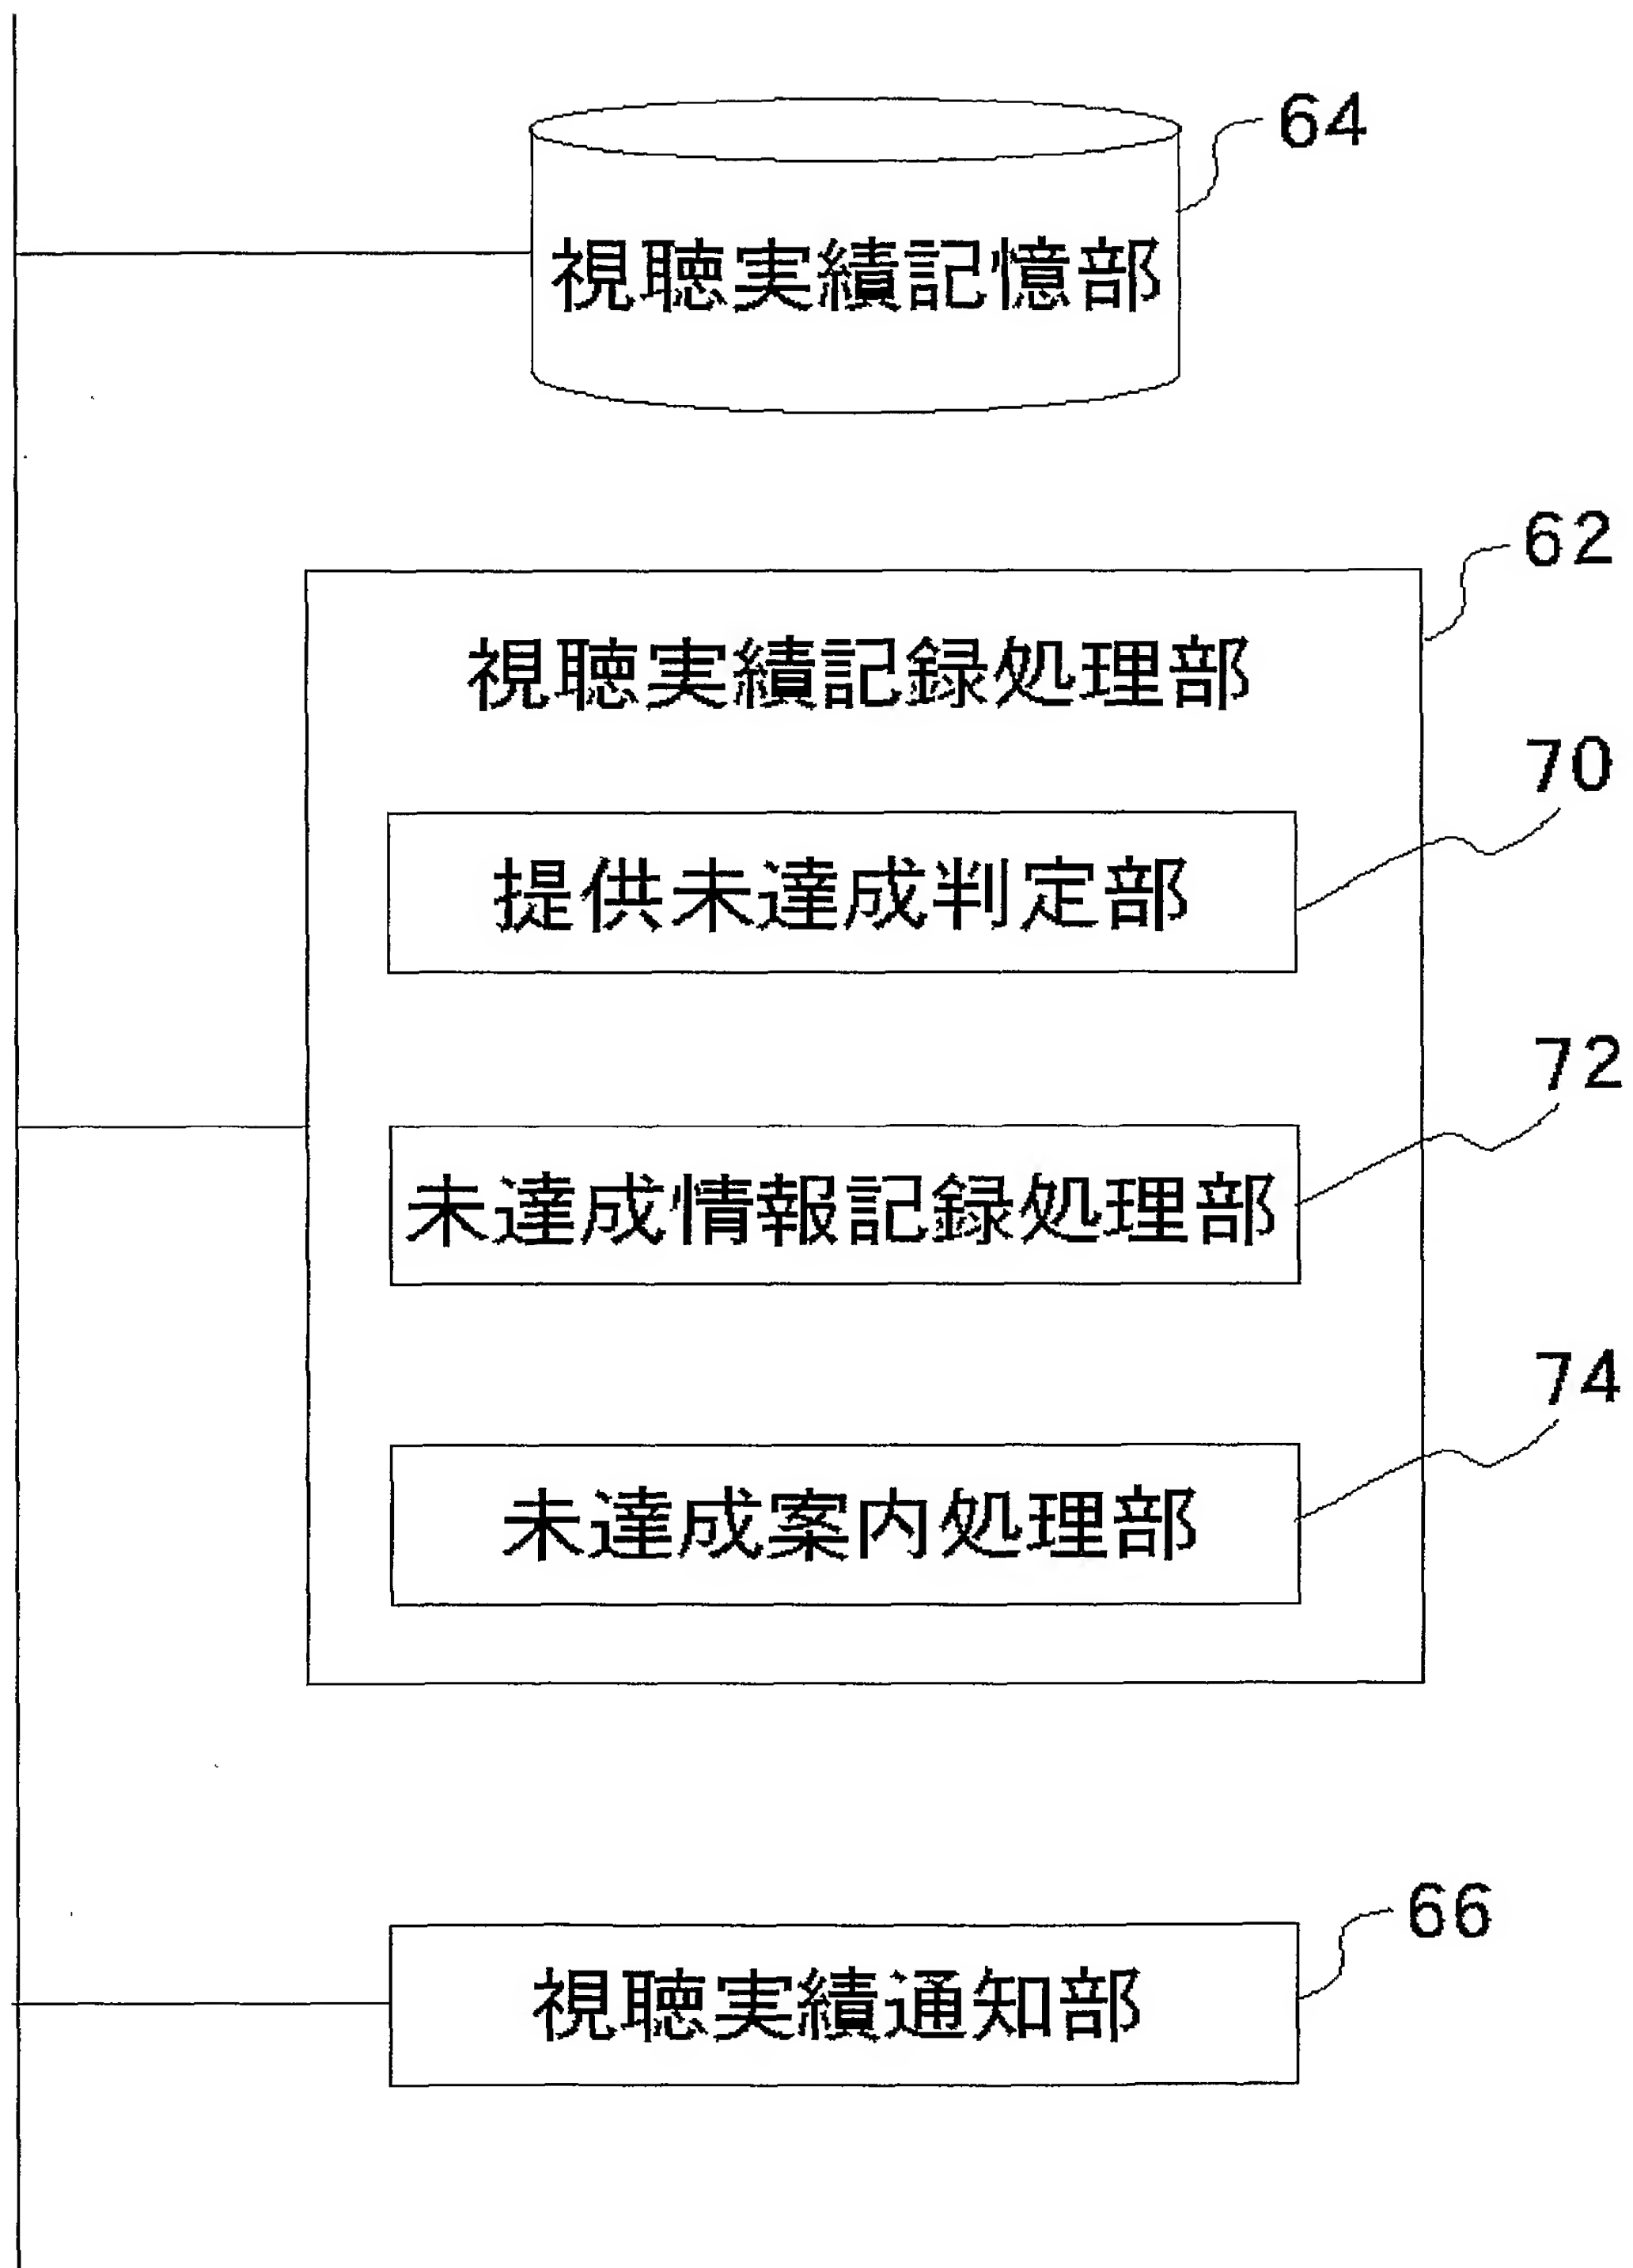 64
視聴実績記憶部
62
視聴実績記録処理部
70
提供未達成判定部
72
未達成情報記録処理部
74
未達成案内処理部
66
視聴実績通知部